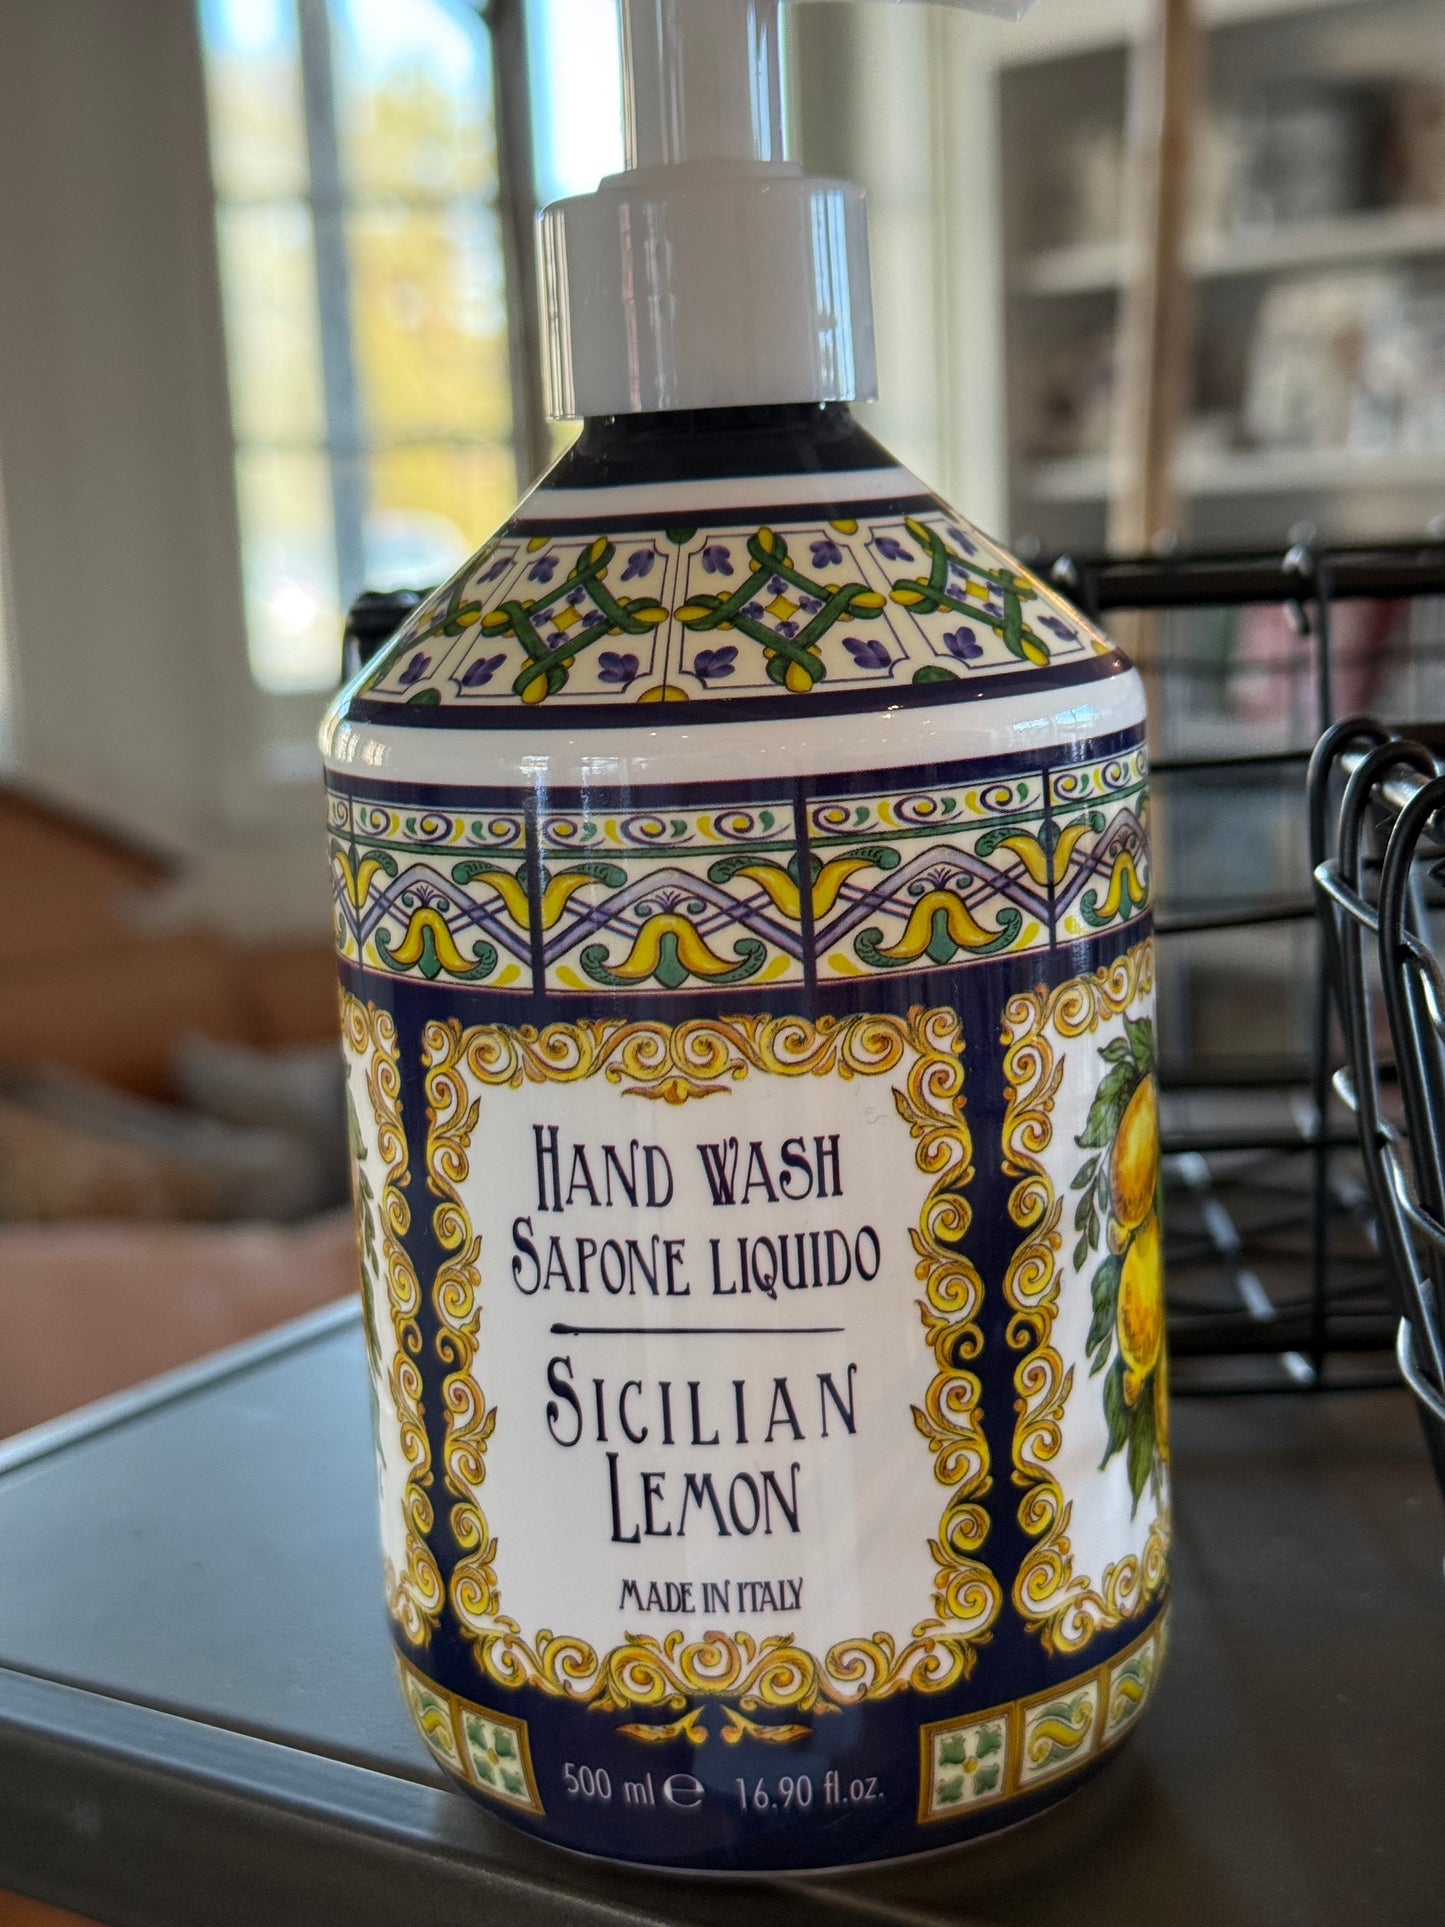 HAND WASH
SAPONE LIQUIDO
SICILIAN
LEMON
MADE IN ITALY
500 ml ℮ 16.90 fl.oz.